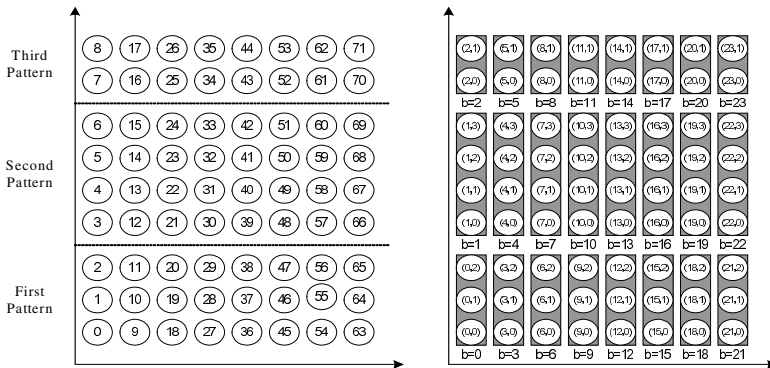 Third
Pattern
8 17 26 35 44 53 62 71
7 16 25 34 43 52 61 70
Second
Pattern
6 15 24 33 42 51 60 69
5 14 23 32 41 50 59 68
4 13 22 31 40 49 58 67
3 12 21 30 39 48 57 66
First
Pattern
2 11 20 29 38 47 56 65
1 10 19 28 37 46 55 64
0 9 18 27 36 45 54 63
(2,1) (5,1) (8,1) (11,1) (14,1) (17,1) (20,1) (23,1)
(2,0) (5,0) (8,0) (11,0) (14,0) (17,0) (20,0) (23,0)
b=2 b=5 b=8 b=11 b=14 b=17 b=20 b=23
(1,3) (4,3) (7,3) (10,3) (13,3) (16,3) (19,3) (22,3)
(1,2) (4,2) (7,2) (10,2) (13,2) (16,2) (19,2) (22,2)
(1,1) (4,1) (7,1) (10,1) (13,1) (16,1) (19,1) (22,1)
(1,0) (4,0) (7,0) (10,0) (13,0) (16,0) (19,0) (22,0)
b=1 b=4 b=7 b=10 b=13 b=16 b=19 b=22
(0,2) (3,2) (6,2) (9,2) (12,2) (15,2) (18,2) (21,2)
(0,1) (3,1) (6,1) (9,1) (12,1) (15,1) (18,1) (21,1)
(0,0) (3,0) (6,0) (9,0) (12,0) (15,0 (18,0) (21,0)
b=0 b=3 b=6 b=9 b=12 b=15 b=18 b=21